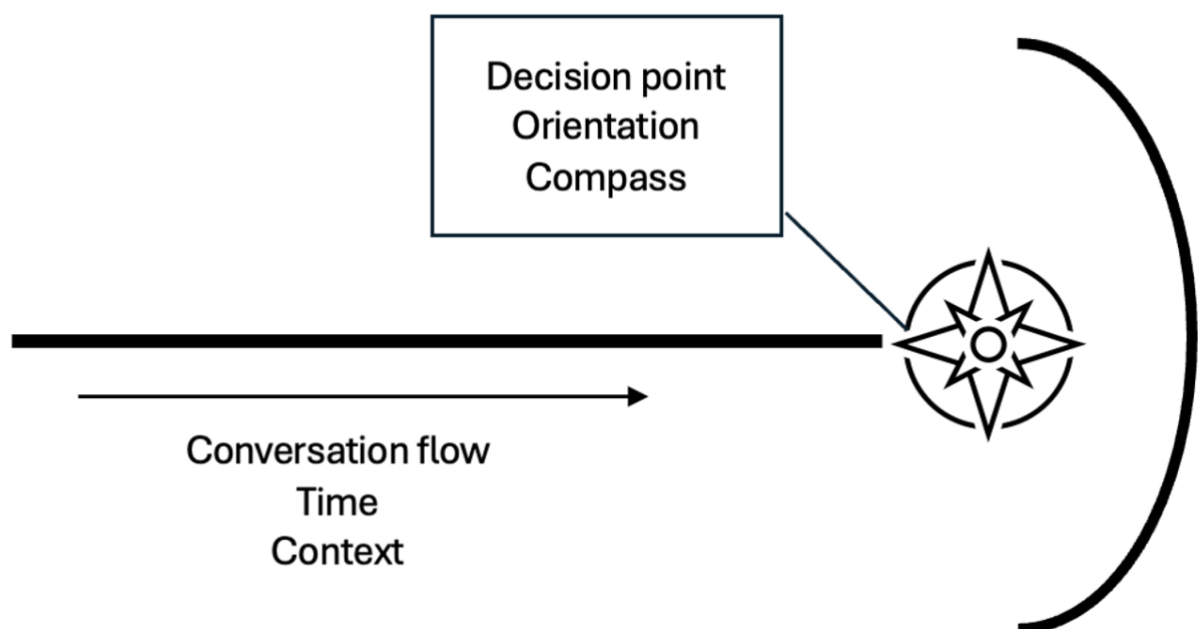 Decision point
Orientation
Compass
Conversation flow
Time
Context